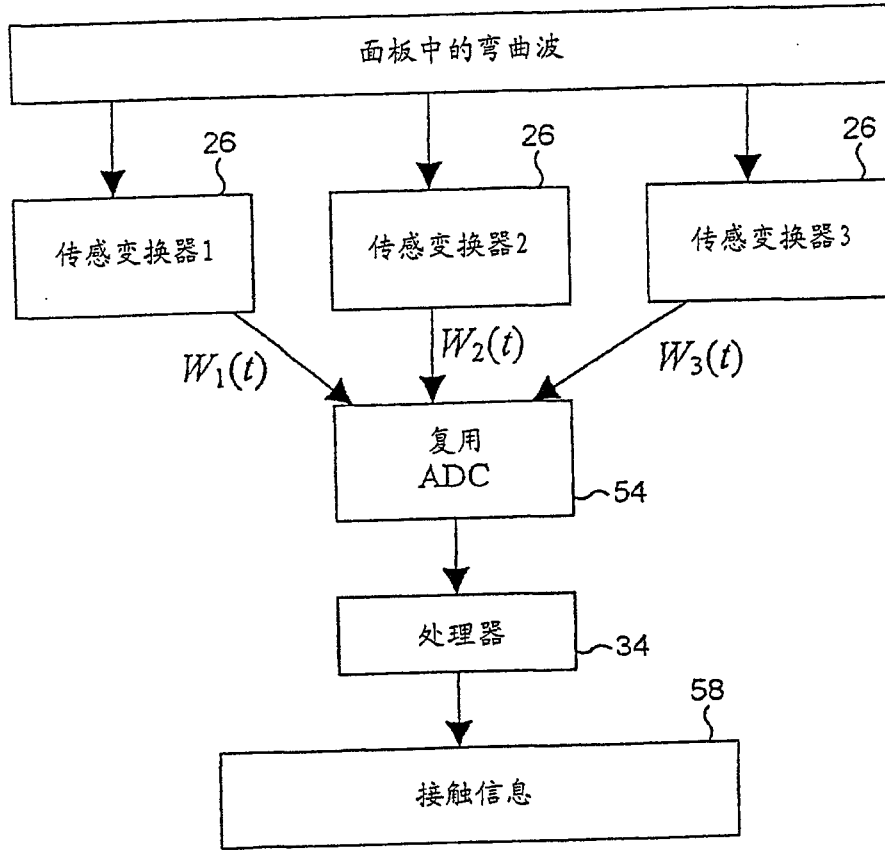 面板中的弯曲波
26
26
26
传感变换器1
传感变换器2
传感变换器3
W₁(t)
W₂(t)
W₃(t)
复用
ADC
54
处理器
34
58
接触信息